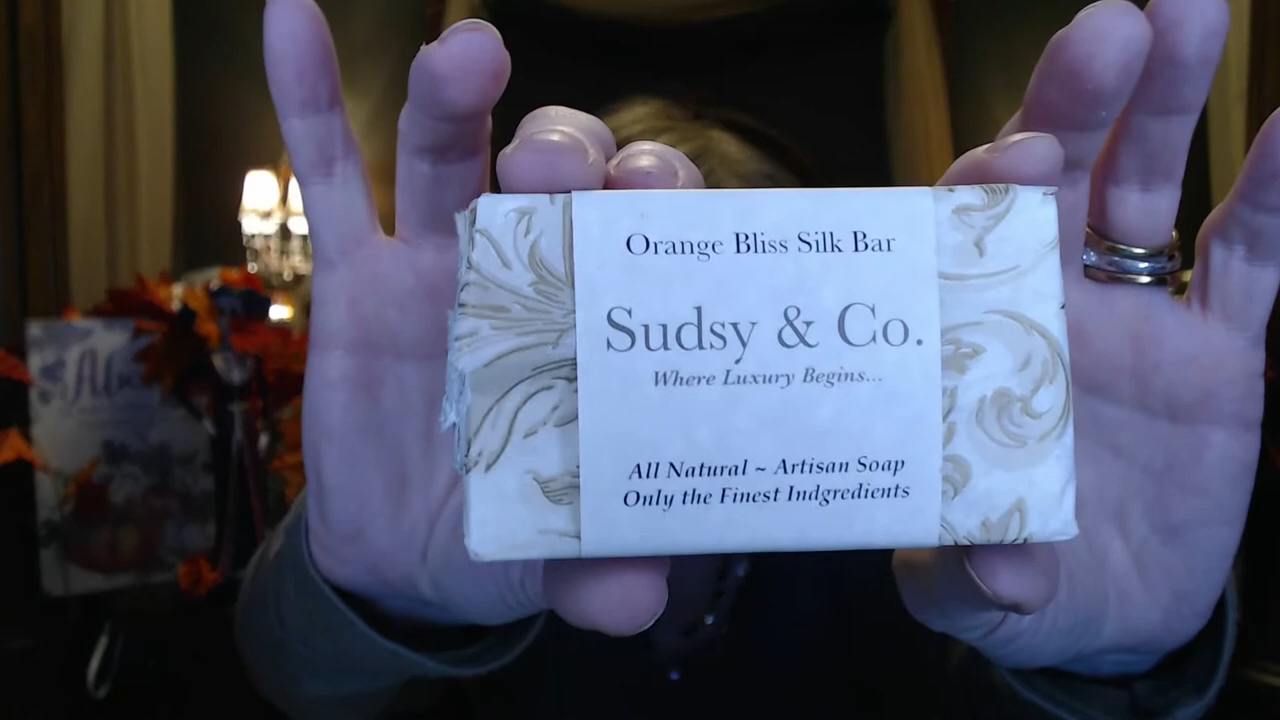 Orange Bliss Silk Bar
Sudsy & Co.
Where Luxury Begins...
All Natural ~ Artisan Soap
Only the Finest Indgredients